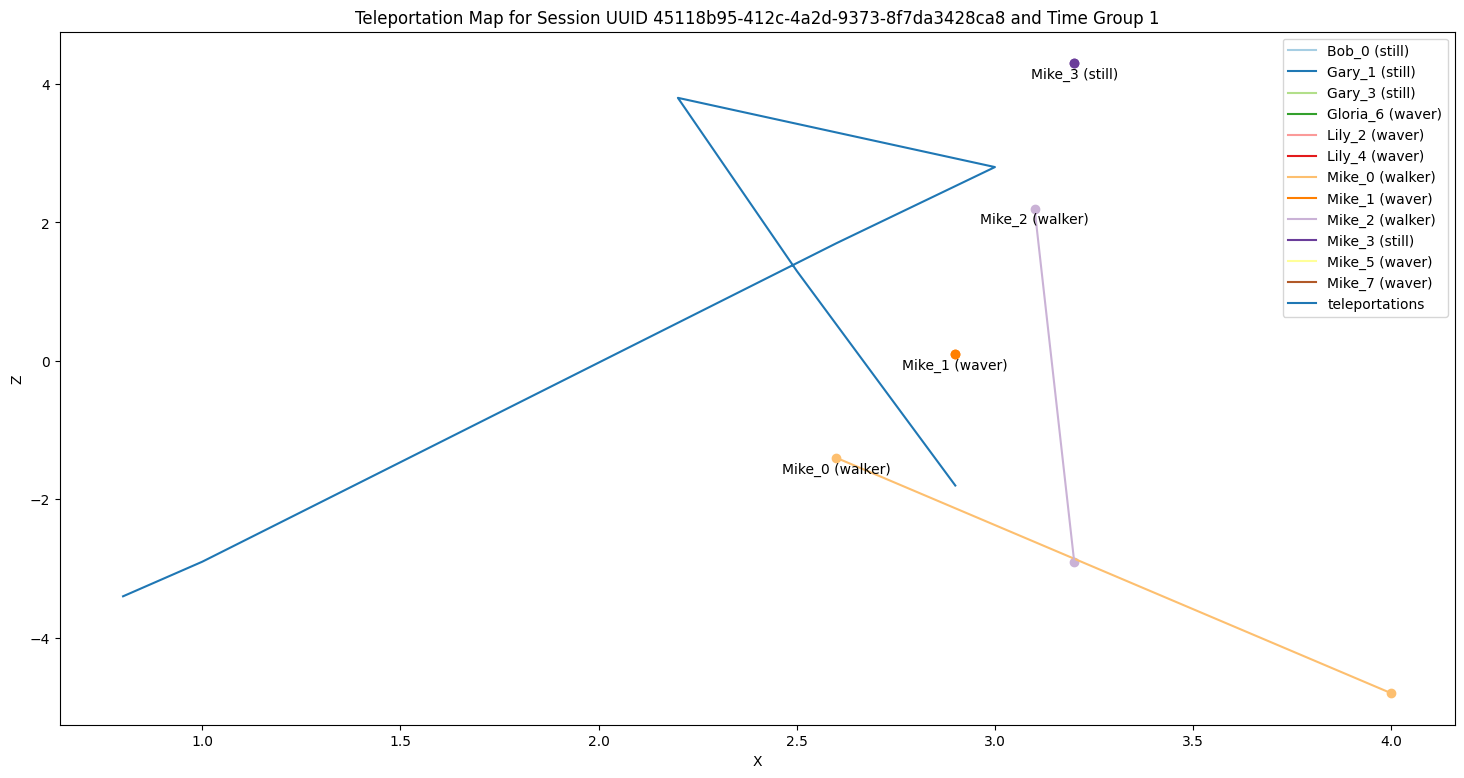 Teleportation Map for Session UUID 45118b95-412c-4a2d-9373-8f7da3428ca8 and Time Group 1
Bob_0 (still)
Gary_1 (still)
Gary_3 (still)
Gloria_6 (waver)
Lily_2 (waver)
Lily_4 (waver)
Mike_0 (walker)
Mike_1 (waver)
Mike_2 (walker)
Mike_3 (still)
Mike_5 (waver)
Mike_7 (waver)
teleportations
Mike_3 (still)
Mike_2 (walker)
Mike_1 (waver)
Mike_0 (walker)
Z
4
2
0
−2
−4
1.0 1.5 2.0 2.5 3.0 3.5 4.0
X